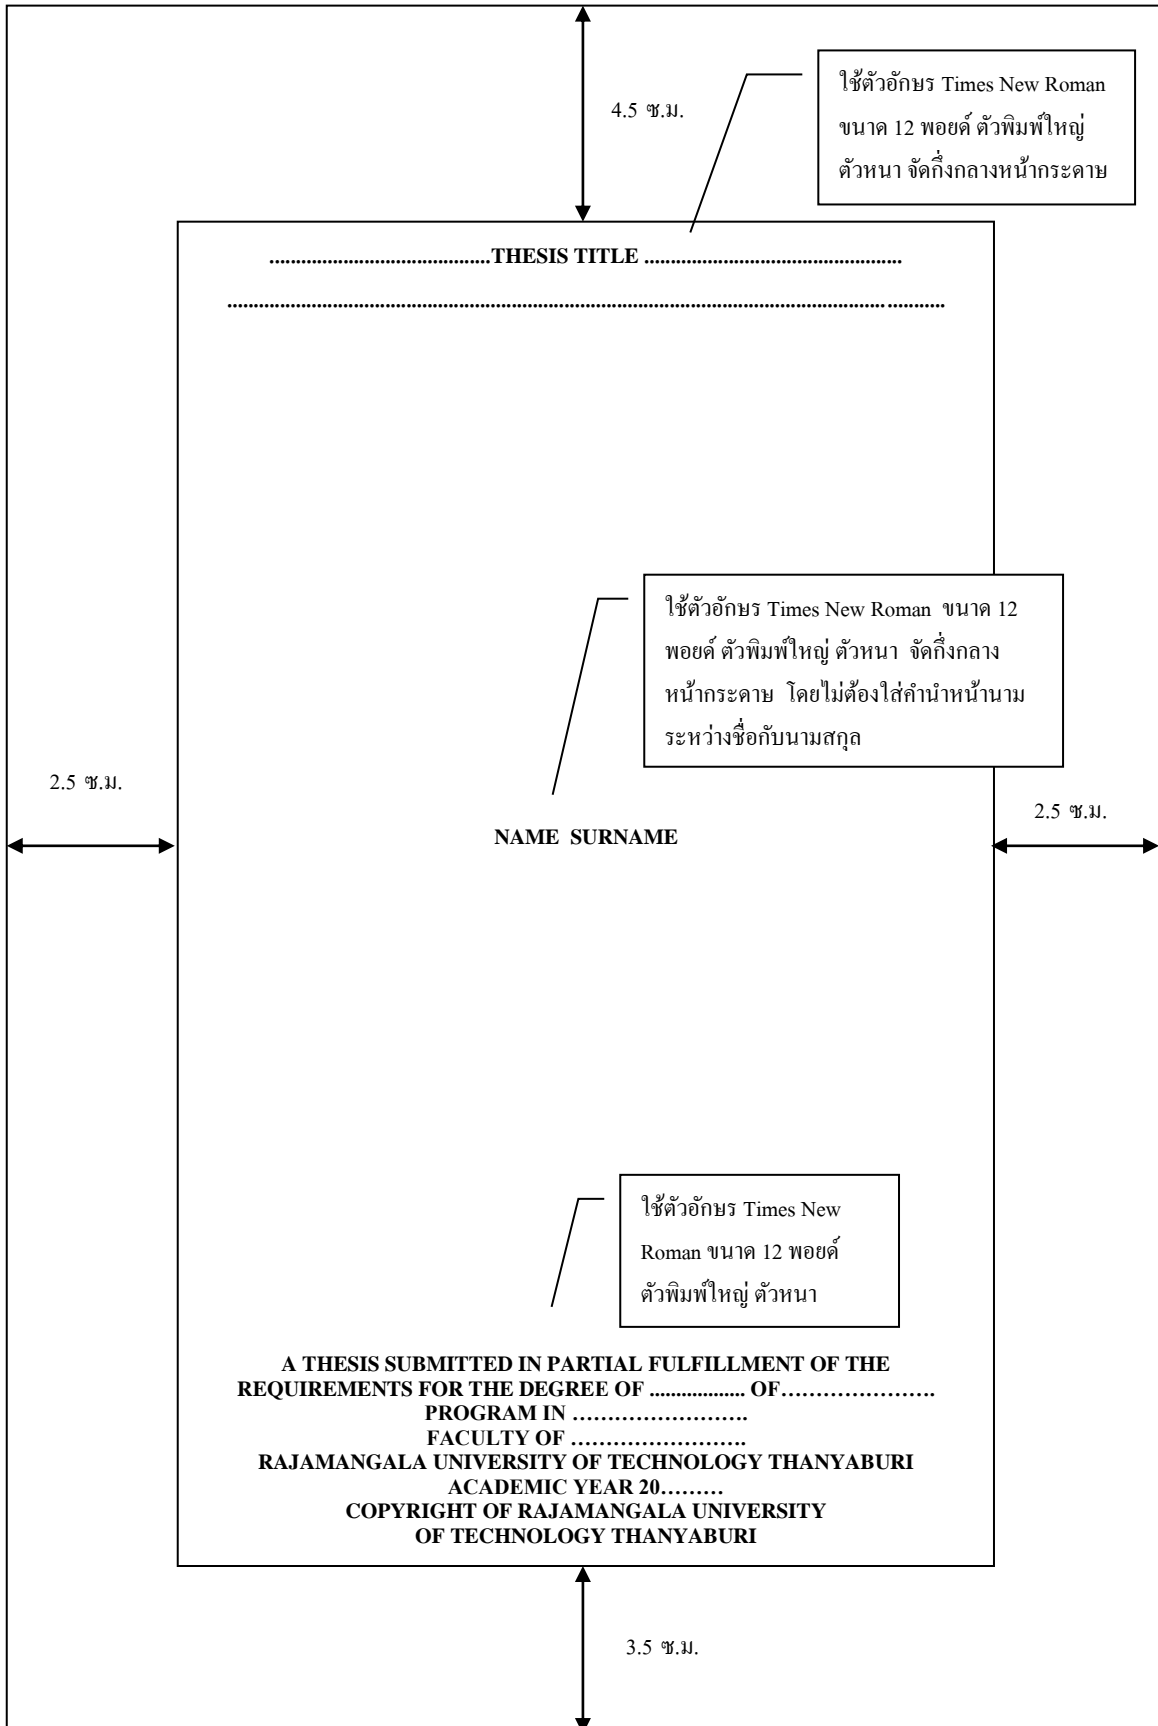 4.5 ซ.ม.
ใช้ตัวอักษร Times New Roman
ขนาด 12 พอยต์ ตัวพิมพ์ใหญ่
ตัวหนา จัดกึ่งกลางหน้ากระดาษ
..........................................THESIS TITLE .................................................
........................................................................................................................................
ใช้ตัวอักษร Times New Roman ขนาด 12
พอยต์ ตัวพิมพ์ใหญ่ ตัวหนา จัดกึ่งกลาง
หน้ากระดาษ โดยไม่ต้องใส่คำนำหน้านาม
ระหว่างชื่อกับนามสกุล
2.5 ซ.ม.
2.5 ซ.ม.
NAME SURNAME
ใช้ตัวอักษร Times New
Roman ขนาด 12 พอยต์
ตัวพิมพ์ใหญ่ ตัวหนา
A THESIS SUBMITTED IN PARTIAL FULFILLMENT OF THE
REQUIREMENTS FOR THE DEGREE OF .................. OF………………….
PROGRAM IN …………………….
FACULTY OF …………………….
RAJAMANGALA UNIVERSITY OF TECHNOLOGY THANYABURI
ACADEMIC YEAR 20………
COPYRIGHT OF RAJAMANGALA UNIVERSITY
OF TECHNOLOGY THANYABURI
3.5 ซ.ม.